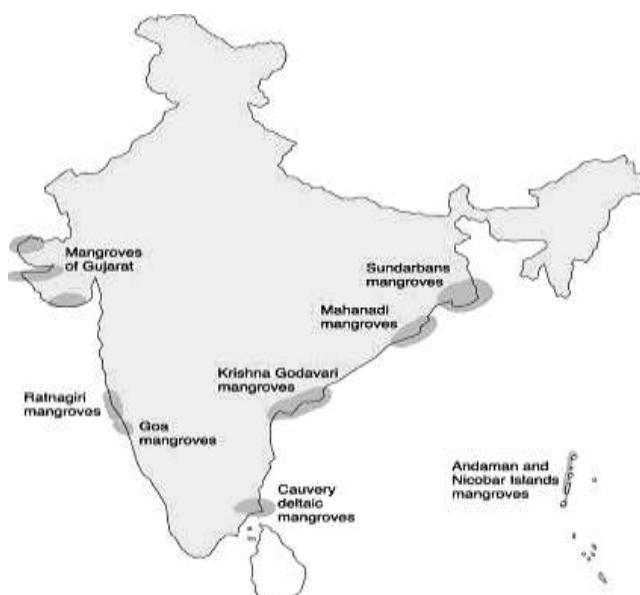 Mangroves
of Gujarat
Sundarbans
mangroves
Mahanadi
mangroves
Krishna Godavari
mangroves
Ratnagiri
mangroves
Goa
mangroves
Andaman and
Nicobar Islands
mangroves
Cauvery
deltaic
mangroves